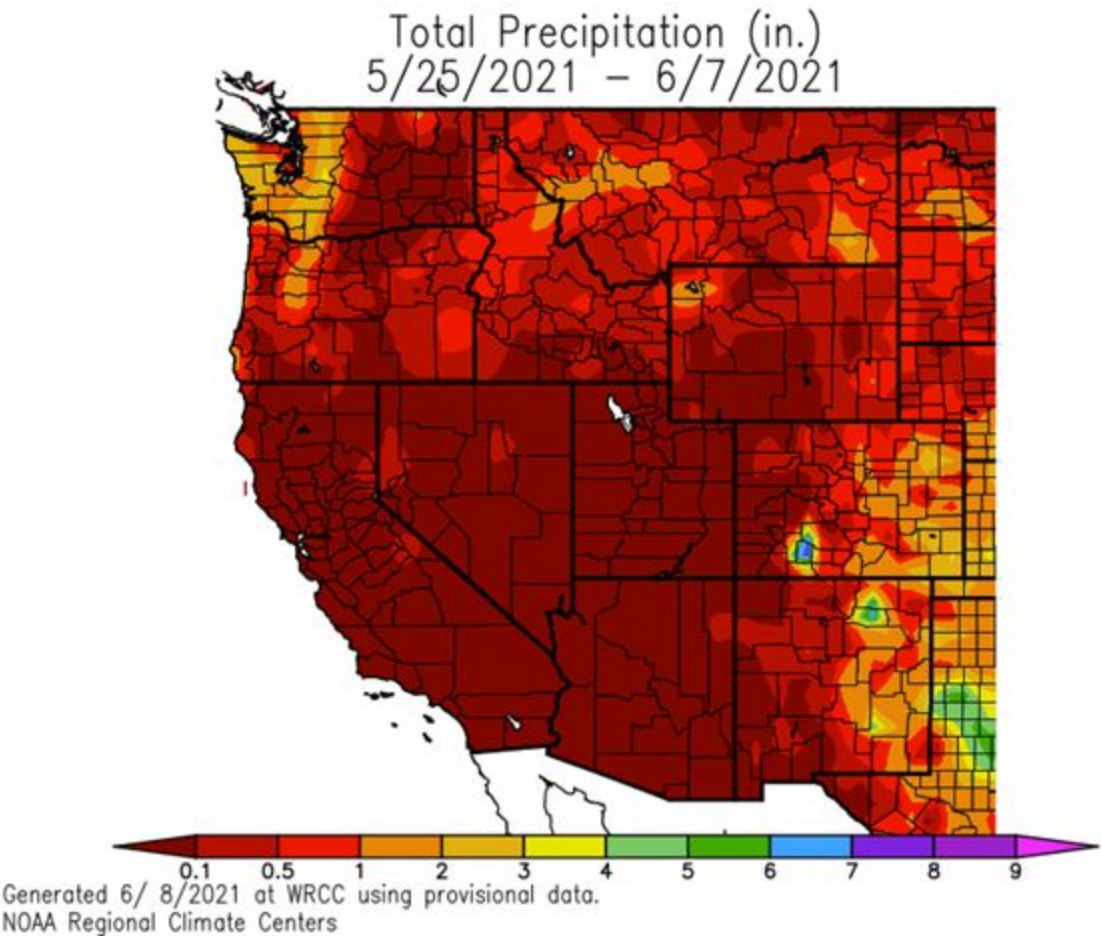 Total Precipitation (in.)
5/25/2021 – 6/7/2021
0.1 0.5 1 2 3 4 5 6 7 8 9
Generated 6/ 8/2021 at WRCC using provisional data.
NOAA Regional Climate Centers